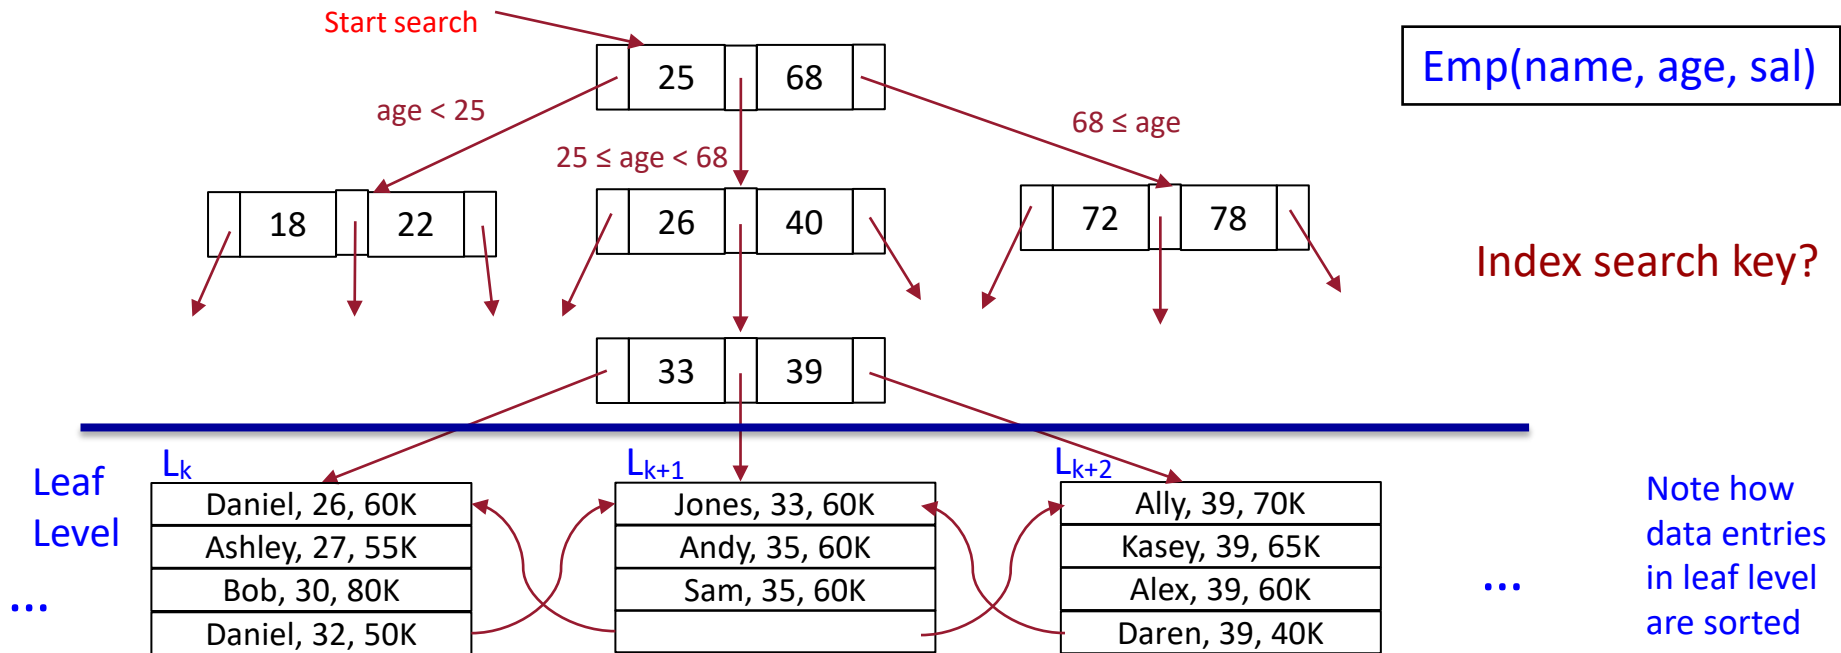 Start search
25 68
Emp(name, age, sal)
age < 25
25 ≤ age < 68
68 ≤ age
18 22
26 40
72 78
Index search key?
33 39
Leaf
Level
Lk
Daniel, 26, 60K
Ashley, 27, 55K
Bob, 30, 80K
Daniel, 32, 50K
Lk+1
Jones, 33, 60K
Andy, 35, 60K
Sam, 35, 60K
Lk+2
Ally, 39, 70K
Kasey, 39, 65K
Alex, 39, 60K
Daren, 39, 40K
...
...
Note how
data entries
in leaf level
are sorted